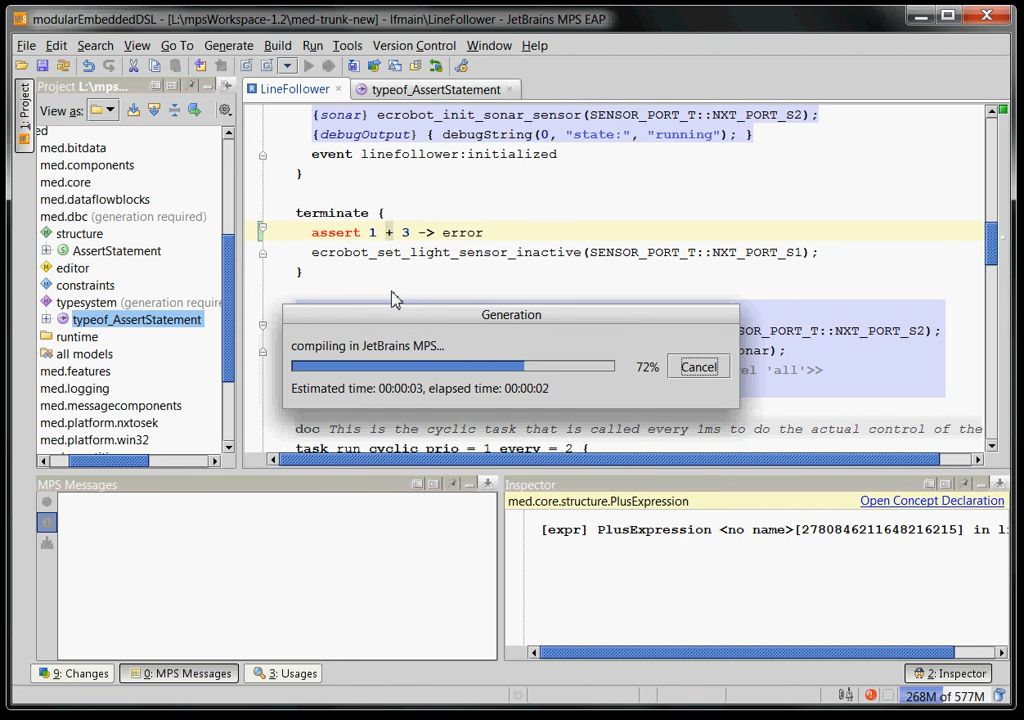 modularEmbeddedDSL - [L:\mpsWorkspace-1.2\med-trunk-new] - lfmain\LineFollower - JetBrains MPS EAP
File Edit Search View Go To Generate Build Run Tools Version Control Window Help
Project L:\mps...
LineFollower
typeof_AssertStatement
1: Project
View as:
ed
med.bitdata
med.components
med.core
med.dataflowblocks
med.dbc (generation required)
structure
AssertStatement
editor
constraints
typesystem (generation require
typeof_AssertStatement
runtime
all models
med.features
med.logging
med.messagecomponents
med.platform.nxtosek
med.platform.win32
{sonar} ecrobot_init_sonar_sensor(SENSOR_PORT_T::NXT_PORT_S2);
{debugOutput} { debugString(0, "state:", "running"); }
event linefollower:initialized
}
terminate {
assert 1 + 3 -> error
ecrobot_set_light_sensor_inactive(SENSOR_PORT_T::NXT_PORT_S1);
}
SOR_PORT_T::NXT_PORT_S2);
onar);
el 'all'>>
doc This is the cyclic task that is called every 1ms to do the actual control of the
task run cyclic prio = 1 every = 2 {
Generation
compiling in JetBrains MPS...
72%
Cancel
Estimated time: 00:00:03, elapsed time: 00:00:02
MPS Messages
Inspector
med.core.structure.PlusExpression
Open Concept Declaration
[expr] PlusExpression <no name>[2780846211648216215] in l
9: Changes
0: MPS Messages
3: Usages
2: Inspector
268M of 577M